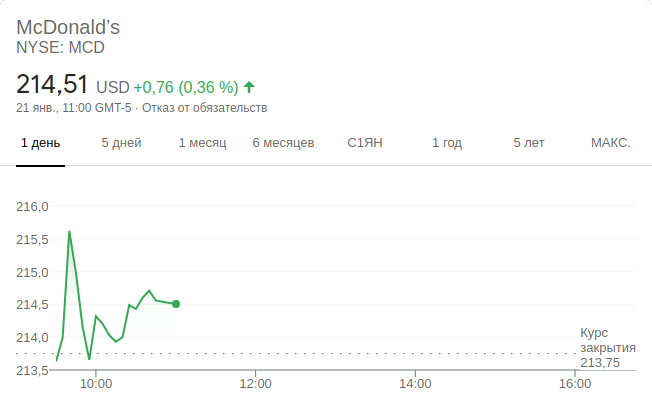 McDonald’s
NYSE: MCD
214,51 USD +0,76 (0,36 %)
21 янв., 11:00 GMT-5 · Отказ от обязательств
1 день 5 дней 1 месяц 6 месяцев С1ЯН 1 год 5 лет МАКС.
216,0
215,5
215,0
214,5
214,0
213,5
Курс
закрытия
213,75
10:00 12:00 14:00 16:00